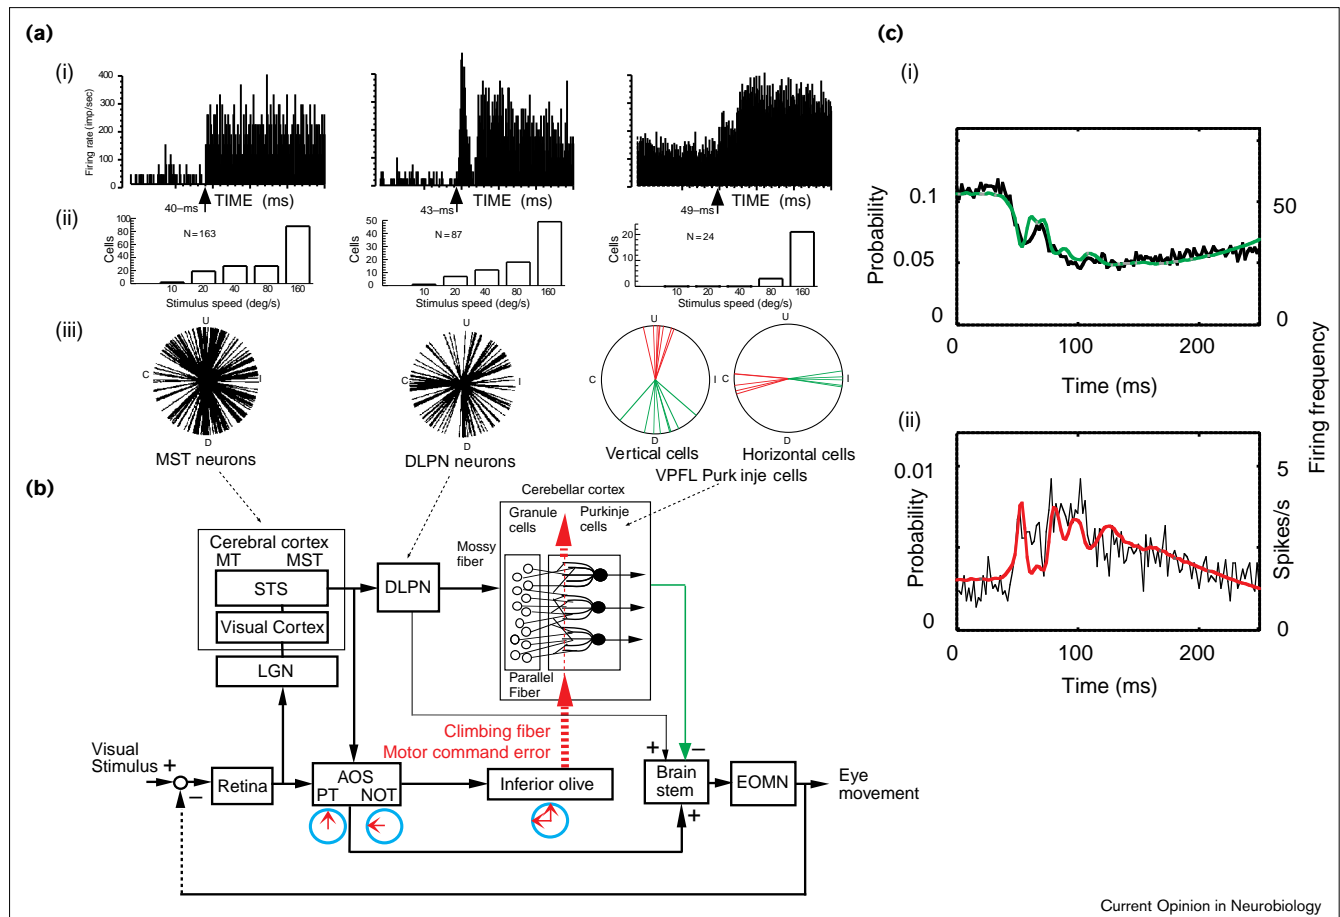 (a)
(i)
Firing rate (imp/sec)
400
300
200
100
0
TIME (ms)
TIME (ms)
TIME (ms)
40–ms
43–ms
49–ms
(ii)
Cells
100
80
60
40
20
0
N = 163
10 20 40 80 160
Stimulus speed (deg/s)
Cells
50
40
30
20
10
0
N = 87
10 20 40 80 160
Stimulus speed (deg/s)
Cells
20
10
0
N = 24
10 20 40 80 160
Stimulus speed (deg/s)
(iii)
U
C I
D
MST neurons
U
C I
D
DLPN neurons
U
C I
D
Vertical cells
U
C I
D
Horizontal cells
VPFL Purk inje cells
(b)
Cerebral cortex
MT MST
STS
Visual Cortex
LGN
DLPN
Mossy
fiber
Cerebellar cortex
Granule
cells
Purkinje
cells
Parallel
Fiber
Climbing fiber
Motor command error
Visual
Stimulus
+
−
Retina
AOS
PT NOT
Inferior olive
+
−
+
Brain
stem
EOMN
Eye
movement
(c)
(i)
Probability
0.1
0.05
0
50
0
0 100 200
Time (ms)
Firing frequency
(ii)
Probability
0.01
0
5
0
Spikes/s
0 100 200
Time (ms)
Current Opinion in Neurobiology